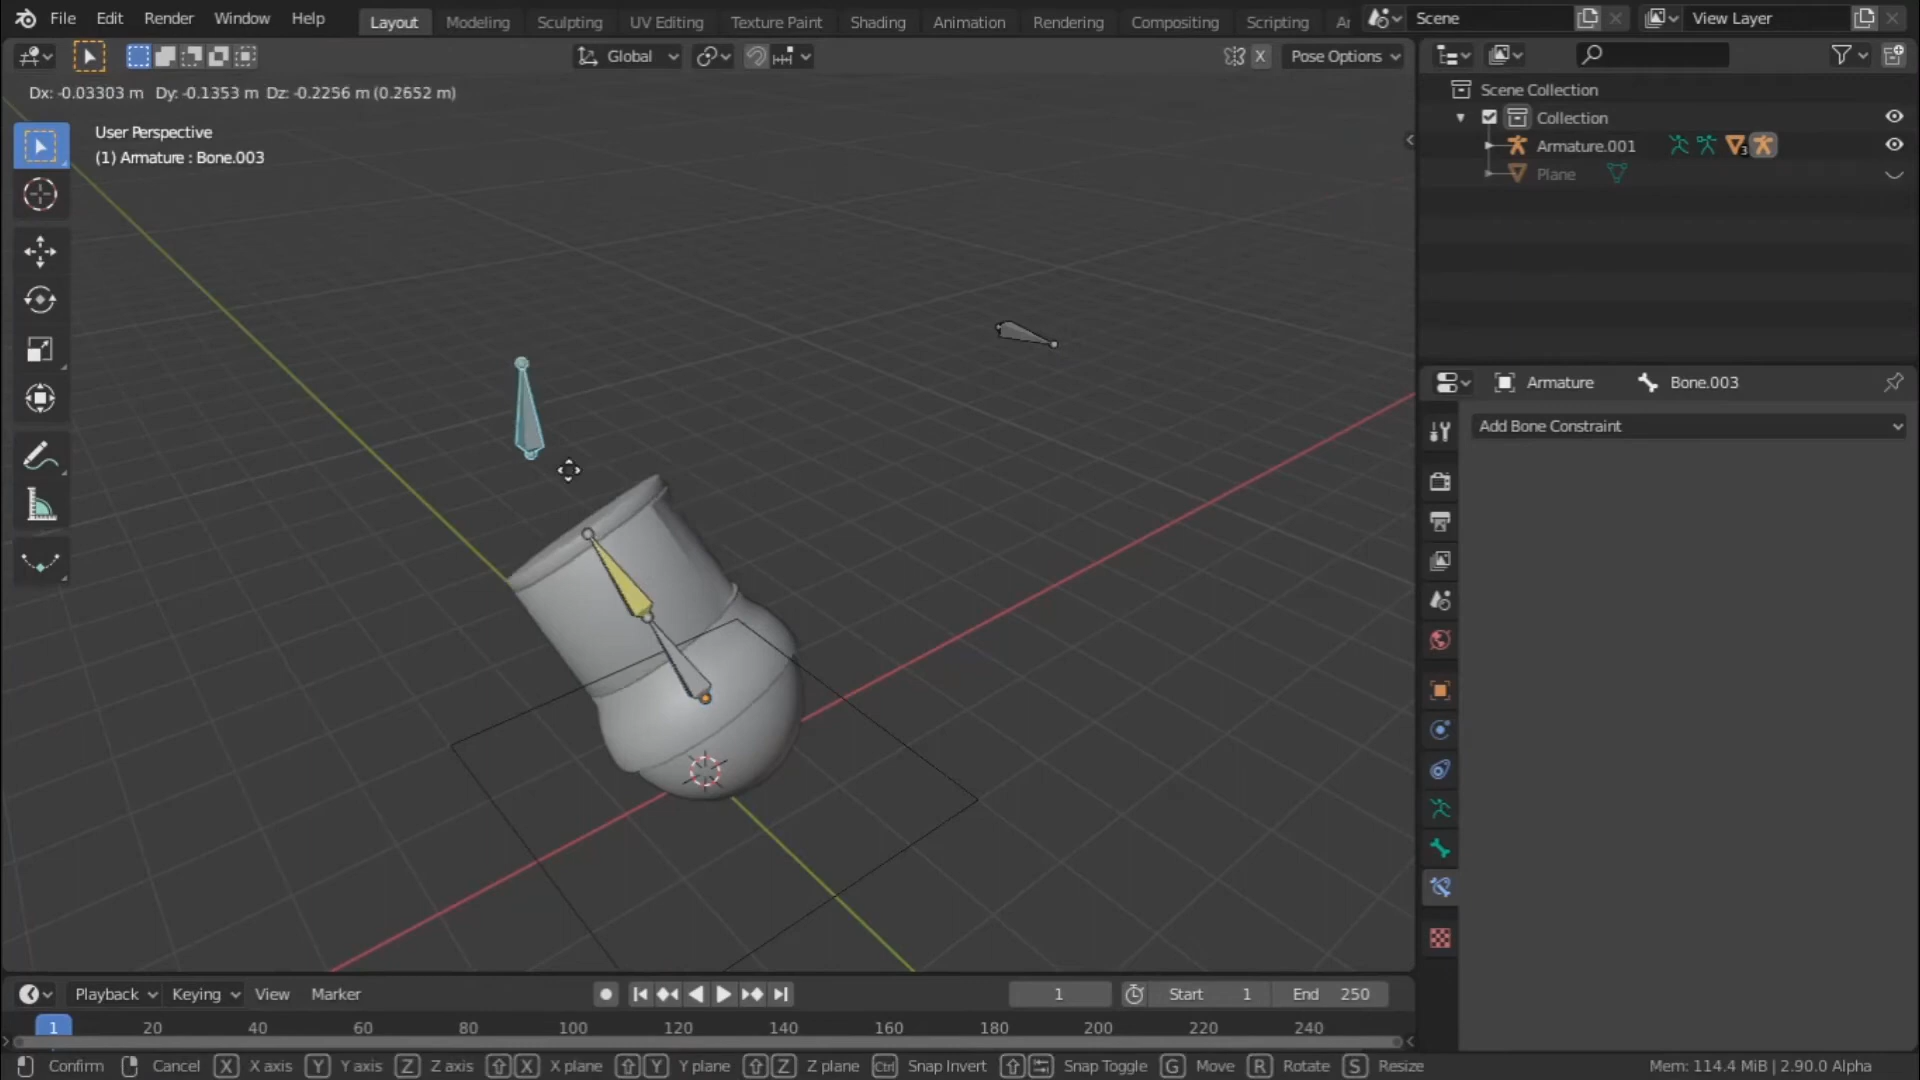 File Edit Render Window Help Layout Modeling Sculpting UV Editing Texture Paint Shading Animation Rendering Compositing Scripting Ar Scene View Layer
Global X Pose Options
Dx: -0.03303 m Dy: -0.1353 m Dz: -0.2256 m (0.2652 m)
User Perspective
(1) Armature : Bone.003
Scene Collection
Collection
Armature.001 3
Plane
Armature Bone.003
Add Bone Constraint
Playback Keying View Marker 1 Start 1 End 250
1 20 40 60 80 100 120 140 160 180 200 220 240
Confirm Cancel X X axis Y Y axis Z Z axis X X plane Y Y plane Z Z plane Ctrl Snap Invert Snap Toggle G Move R Rotate S Resize Mem: 114.4 MiB | 2.90.0 Alpha